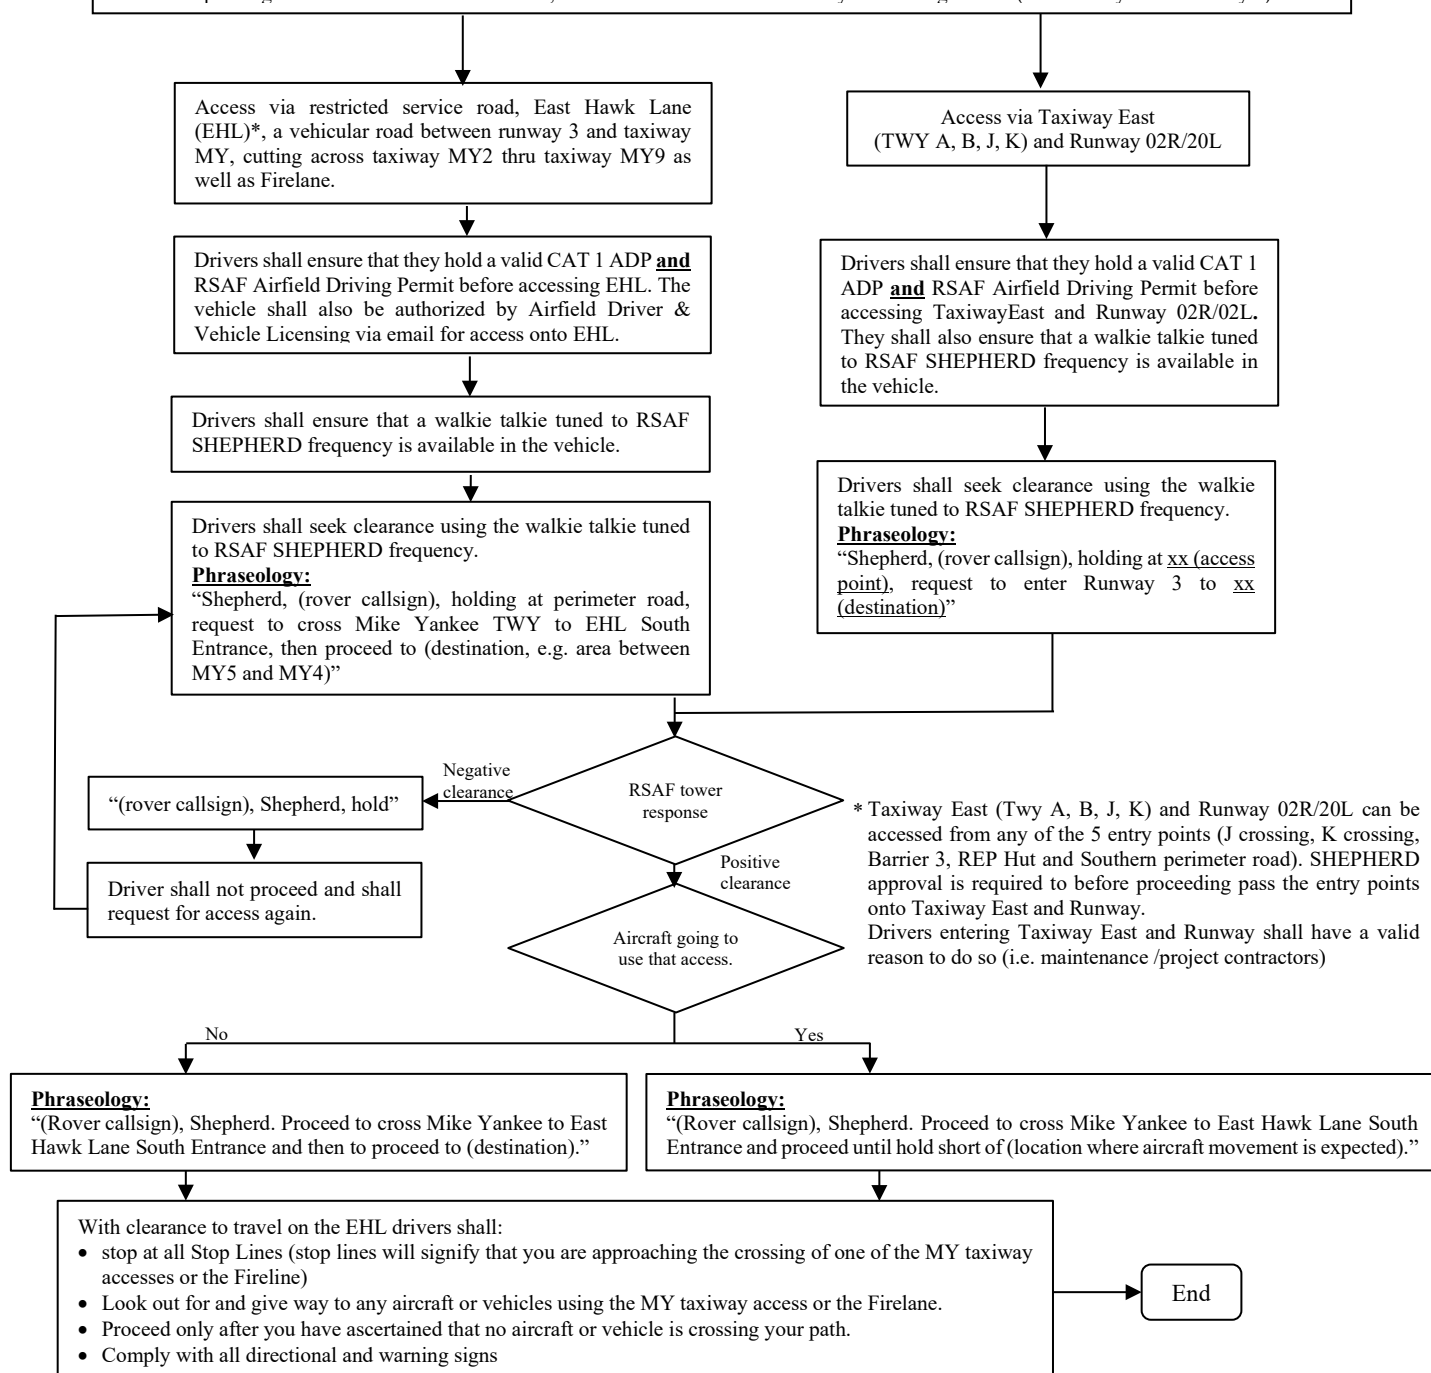 Access via restricted service road, East Hawk Lane
(EHL)*, a vehicular road between runway 3 and taxiway
MY, cutting across taxiway MY2 thru taxiway MY9 as
well as Firelane.
Access via Taxiway East
(TWY A, B, J, K) and Runway 02R/20L
Drivers shall ensure that they hold a valid CAT 1 ADP and
RSAF Airfield Driving Permit before accessing EHL. The
vehicle shall also be authorized by Airfield Driver &
Vehicle Licensing via email for access onto EHL.
Drivers shall ensure that they hold a valid CAT 1
ADP and RSAF Airfield Driving Permit before
accessing TaxiwayEast and Runway 02R/02L.
They shall also ensure that a walkie talkie tuned
to RSAF SHEPHERD frequency is available in
the vehicle.
Drivers shall ensure that a walkie talkie tuned to RSAF
SHEPHERD frequency is available in the vehicle.
Drivers shall seek clearance using the walkie talkie tuned
to RSAF SHEPHERD frequency.
Phraseology:
“Shepherd, (rover callsign), holding at perimeter road,
request to cross Mike Yankee TWY to EHL South
Entrance, then proceed to (destination, e.g. area between
MY5 and MY4)”
Drivers shall seek clearance using the walkie
talkie tuned to RSAF SHEPHERD frequency.
Phraseology:
“Shepherd, (rover callsign), holding at xx (access
point), request to enter Runway 3 to xx
(destination)”
RSAF tower
response
Negative
clearance
“(rover callsign), Shepherd, hold”
Driver shall not proceed and shall
request for access again.
Positive
clearance
* Taxiway East (Twy A, B, J, K) and Runway 02R/20L can be
accessed from any of the 5 entry points (J crossing, K crossing,
Barrier 3, REP Hut and Southern perimeter road). SHEPHERD
approval is required to before proceeding pass the entry points
onto Taxiway East and Runway.
Drivers entering Taxiway East and Runway shall have a valid
reason to do so (i.e. maintenance /project contractors)
Aircraft going to
use that access.
No
Yes
Phraseology:
“(Rover callsign), Shepherd. Proceed to cross Mike Yankee to East
Hawk Lane South Entrance and then to proceed to (destination).”
Phraseology:
“(Rover callsign), Shepherd. Proceed to cross Mike Yankee to East Hawk Lane South
Entrance and proceed until hold short of (location where aircraft movement is expected).”
With clearance to travel on the EHL drivers shall:
• stop at all Stop Lines (stop lines will signify that you are approaching the crossing of one of the MY taxiway
accesses or the Fireline)
• Look out for and give way to any aircraft or vehicles using the MY taxiway access or the Firelane.
• Proceed only after you have ascertained that no aircraft or vehicle is crossing your path.
• Comply with all directional and warning signs
End